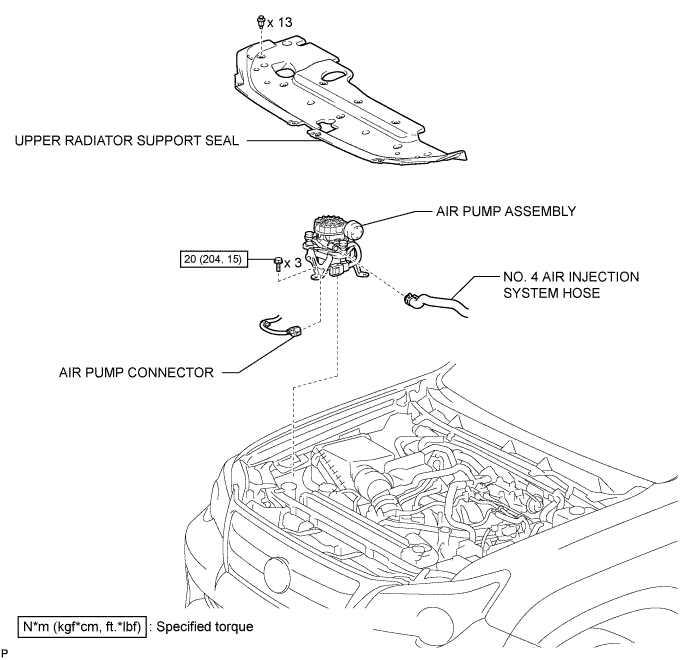 x 13
UPPER RADIATOR SUPPORT SEAL
AIR PUMP ASSEMBLY
20 (204, 15)
x 3
NO. 4 AIR INJECTION
SYSTEM HOSE
AIR PUMP CONNECTOR
N*m (kgf*cm, ft.*lbf) : Specified torque
P